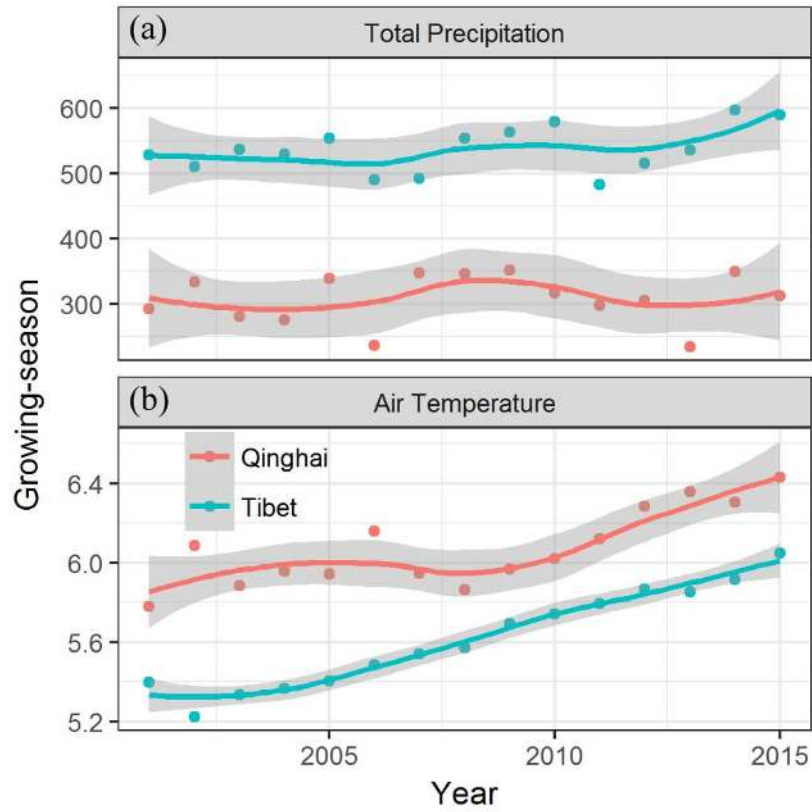 (a) Total Precipitation
600
500
400
300
Growing-season
(b) Air Temperature
Qinghai
Tibet
6.4
6.0
5.6
5.2
2005 2010 2015
Year